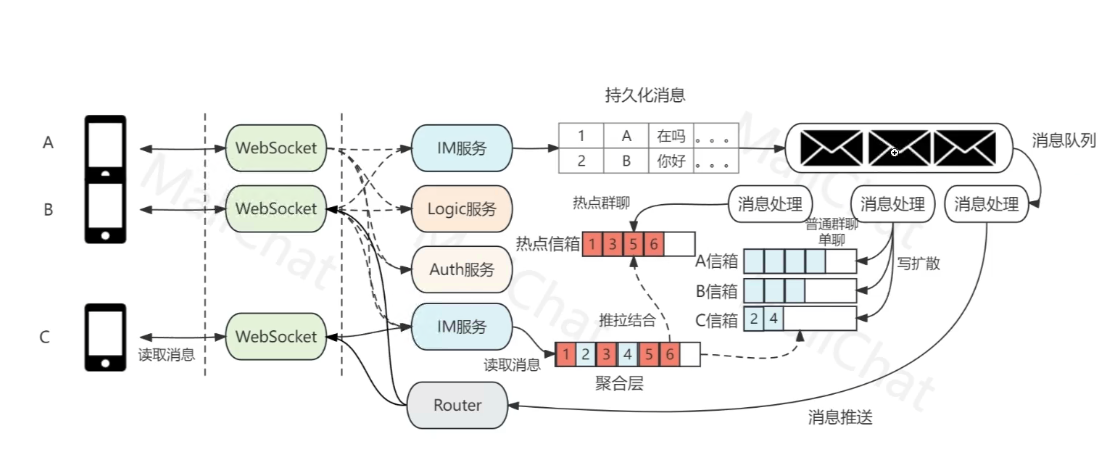 持久化消息
A
WebSocket
IM服务
1 A 在吗 。。。
2 B 你好 。。。
消息队列
B
WebSocket
Logic服务
热点群聊
消息处理
消息处理
消息处理
普通群聊
单聊
热点信箱
1 3 5 6
A信箱
写扩散
Auth服务
B信箱
C信箱
2 4
C
WebSocket
IM服务
推拉结合
读取消息
读取消息
1 2 3 4 5 6
聚合层
Router
消息推送
MallChat
MallChat
MallChat
MallChat